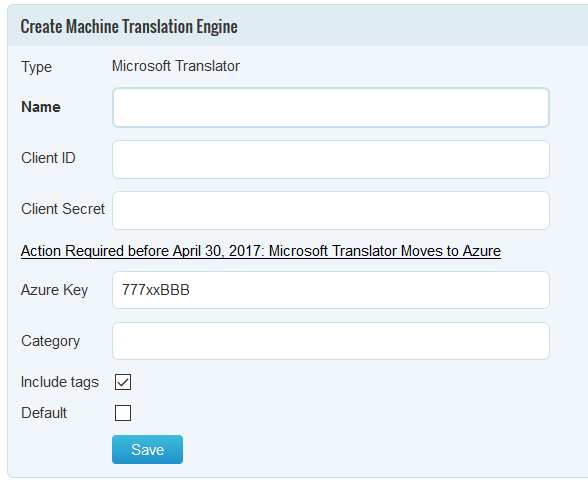 Create Machine Translation Engine
Type Microsoft Translator
Name
Client ID
Client Secret
Action Required before April 30, 2017: Microsoft Translator Moves to Azure
Azure Key 777xxBBB
Category
Include tags
Default
Save